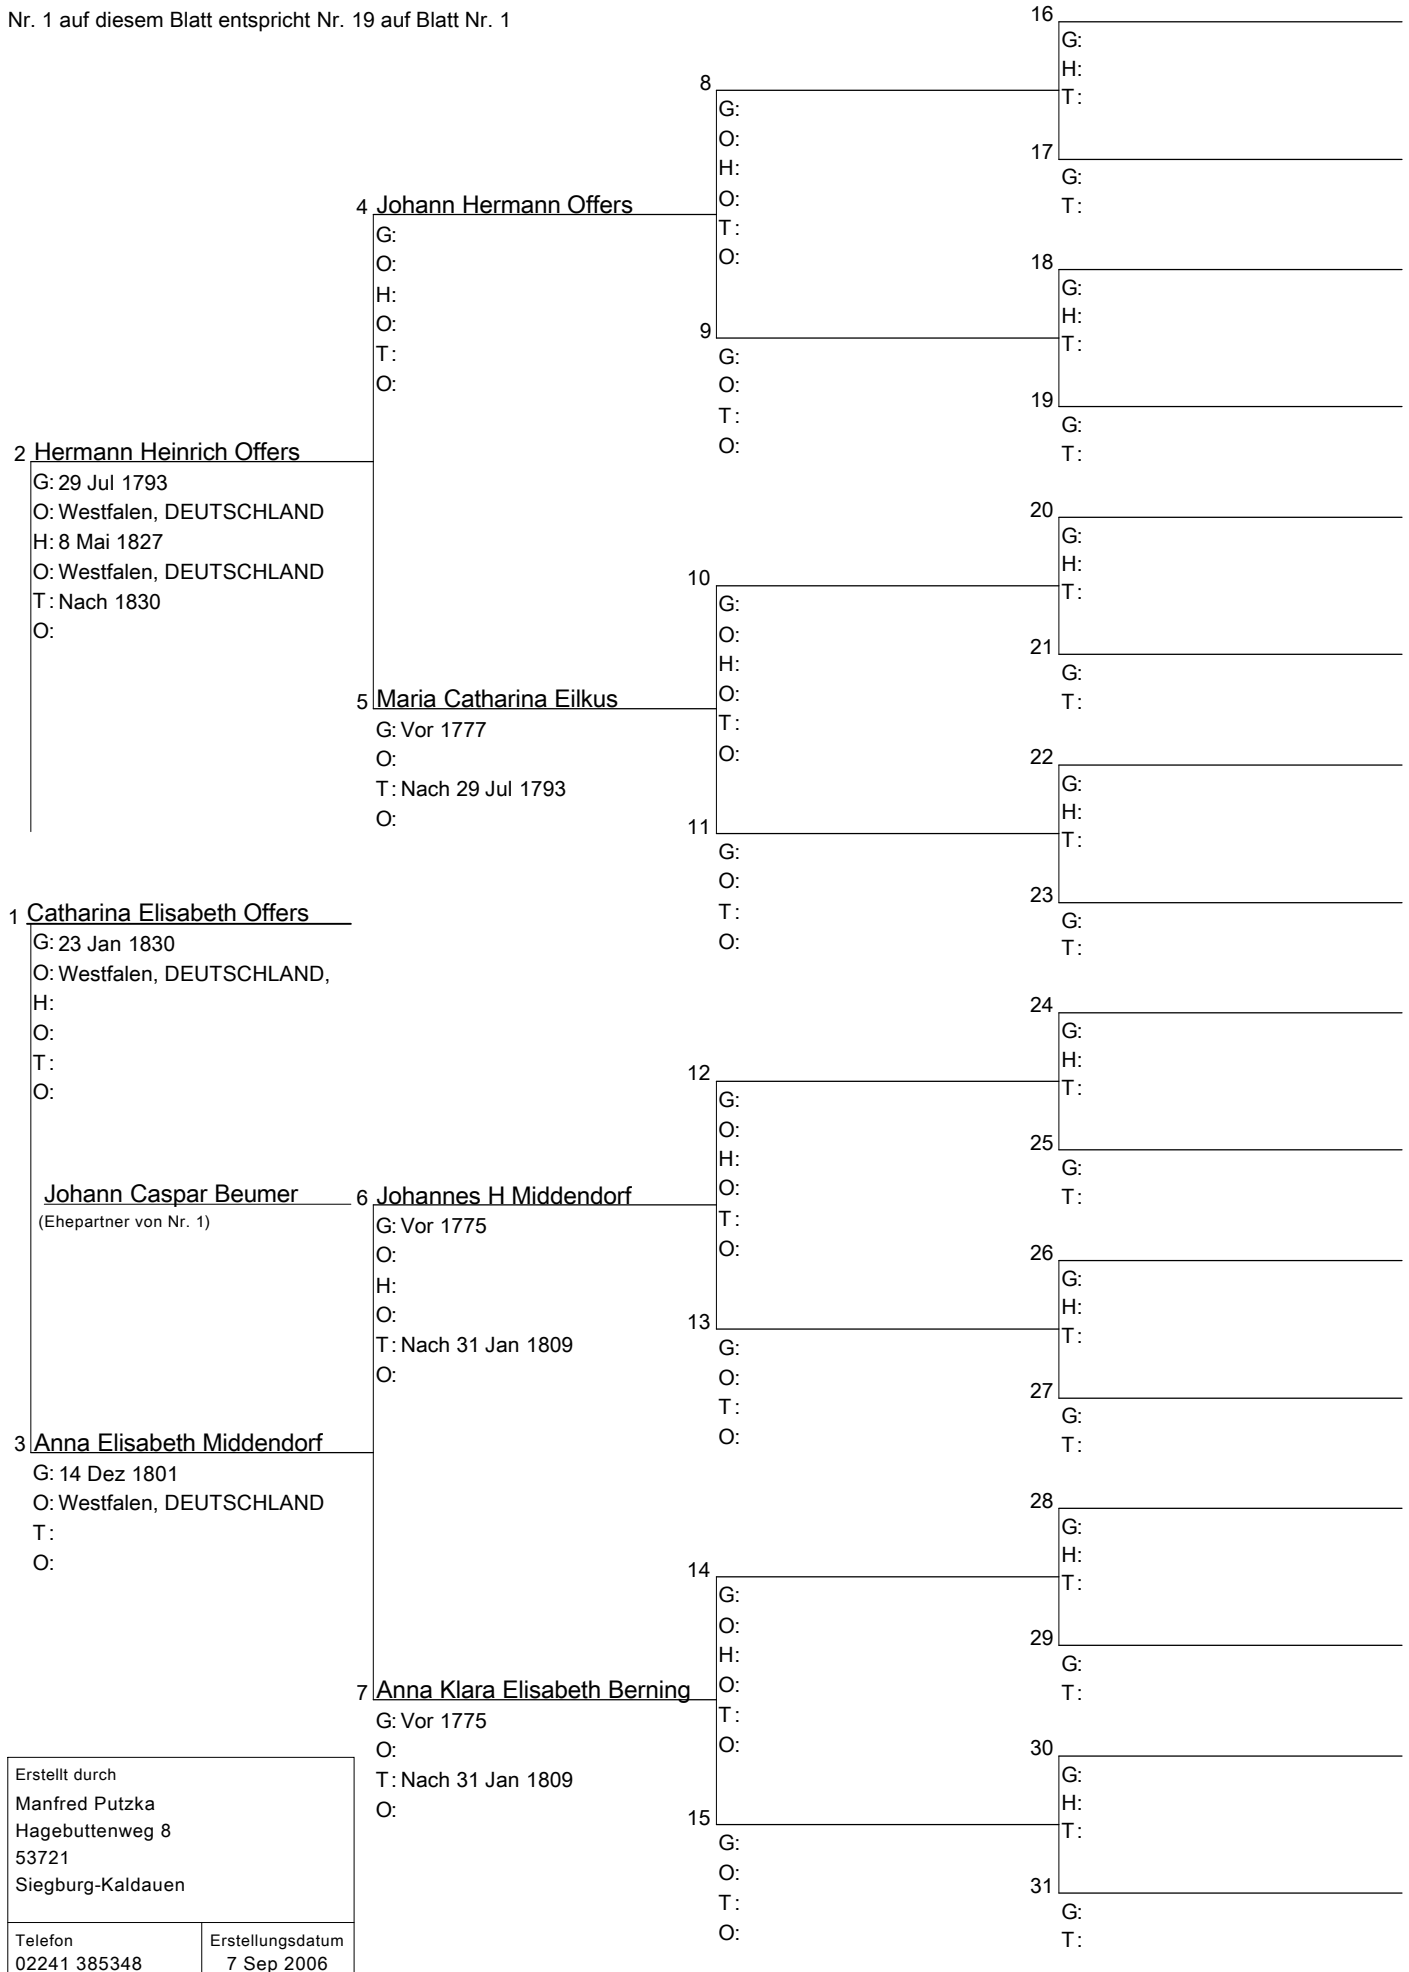 Nr. 1 auf diesem Blatt entspricht Nr. 19 auf Blatt Nr. 1
2 Hermann Heinrich Offers
G: 29 Jul 1793
O: Westfalen, DEUTSCHLAND
H: 8 Mai 1827
O: Westfalen, DEUTSCHLAND
T: Nach 1830
O:
1 Catharina Elisabeth Offers
G: 23 Jan 1830
O: Westfalen, DEUTSCHLAND,
H:
O:
T:
O:
Johann Caspar Beumer
(Ehepartner von Nr. 1)
3 Anna Elisabeth Middendorf
G: 14 Dez 1801
O: Westfalen, DEUTSCHLAND
T:
O:
4 Johann Hermann Offers
G:
O:
H:
O:
T:
O:
5 Maria Catharina Eilkus
G: Vor 1777
O:
T: Nach 29 Jul 1793
O:
6 Johannes H Middendorf
G: Vor 1775
O:
H:
O:
T: Nach 31 Jan 1809
O:
7 Anna Klara Elisabeth Berning
G: Vor 1775
O:
T: Nach 31 Jan 1809
O:
8
G:
O:
H:
O:
T:
O:
9
G:
O:
T:
O:
10
G:
O:
H:
O:
T:
O:
11
G:
O:
T:
O:
12
G:
O:
H:
O:
T:
O:
13
G:
O:
T:
O:
14
G:
O:
H:
O:
T:
O:
15
G:
O:
T:
O:
16
G:
H:
T:
17
G:
T:
18
G:
H:
T:
19
G:
T:
20
G:
H:
T:
21
G:
T:
22
G:
H:
T:
23
G:
T:
24
G:
H:
T:
25
G:
T:
26
G:
H:
T:
27
G:
T:
28
G:
H:
T:
29
G:
T:
30
G:
H:
T:
31
G:
T:
Erstellt durch
Manfred Putzka
Hagebuttenweg 8
53721
Siegburg-Kaldauen
Telefon
02241 385348
Erstellungsdatum
7 Sep 2006